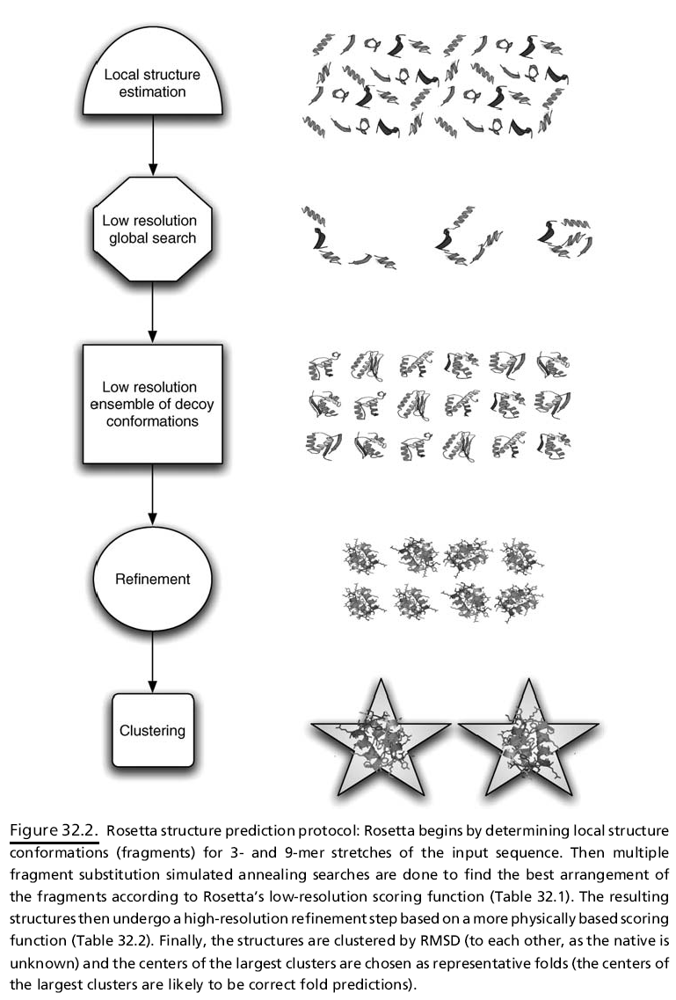 Local structure
estimation
Low resolution
global search
Low resolution
ensemble of decoy
conformations
Refinement
Clustering
Figure 32.2. Rosetta structure prediction protocol: Rosetta begins by determining local structure
conformations (fragments) for 3- and 9-mer stretches of the input sequence. Then multiple
fragment substitution simulated annealing searches are done to find the best arrangement of
the fragments according to Rosetta's low-resolution scoring function (Table 32.1). The resulting
structures then undergo a high-resolution refinement step based on a more physically based scoring
function (Table 32.2). Finally, the structures are clustered by RMSD (to each other, as the native is
unknown) and the centers of the largest clusters are chosen as representative folds (the centers of
the largest clusters are likely to be correct fold predictions).